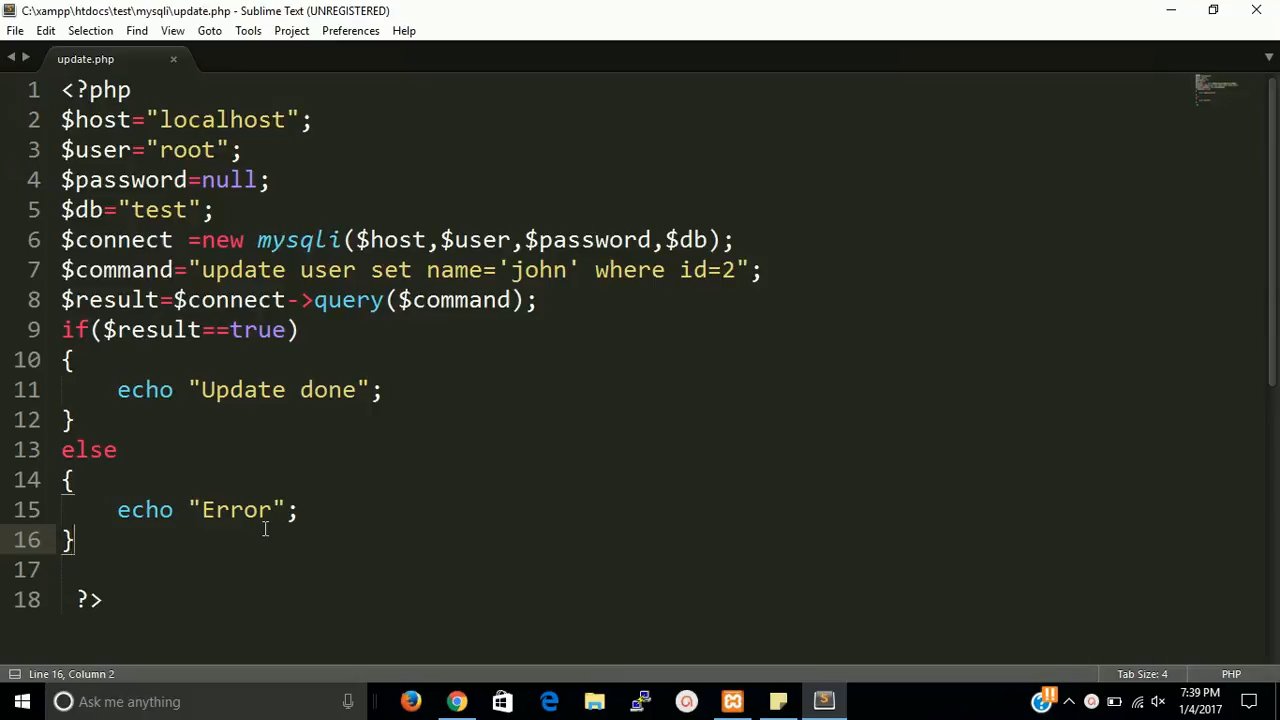 C:\xampp\htdocs\test\mysqli\update.php - Sublime Text (UNREGISTERED)
File Edit Selection Find View Goto Tools Project Preferences Help
update.php ×
1 <?php
2 $host="localhost";
3 $user="root";
4 $password=null;
5 $db="test";
6 $connect =new mysqli($host,$user,$password,$db);
7 $command="update user set name='john' where id=2";
8 $result=$connect->query($command);
9 if($result==true)
10 {
11     echo "Update done";
12 }
13 else
14 {
15     echo "Error";
16 }
17
18  ?>
Line 16, Column 2 Tab Size: 4 PHP
Ask me anything
7:39 PM
1/4/2017